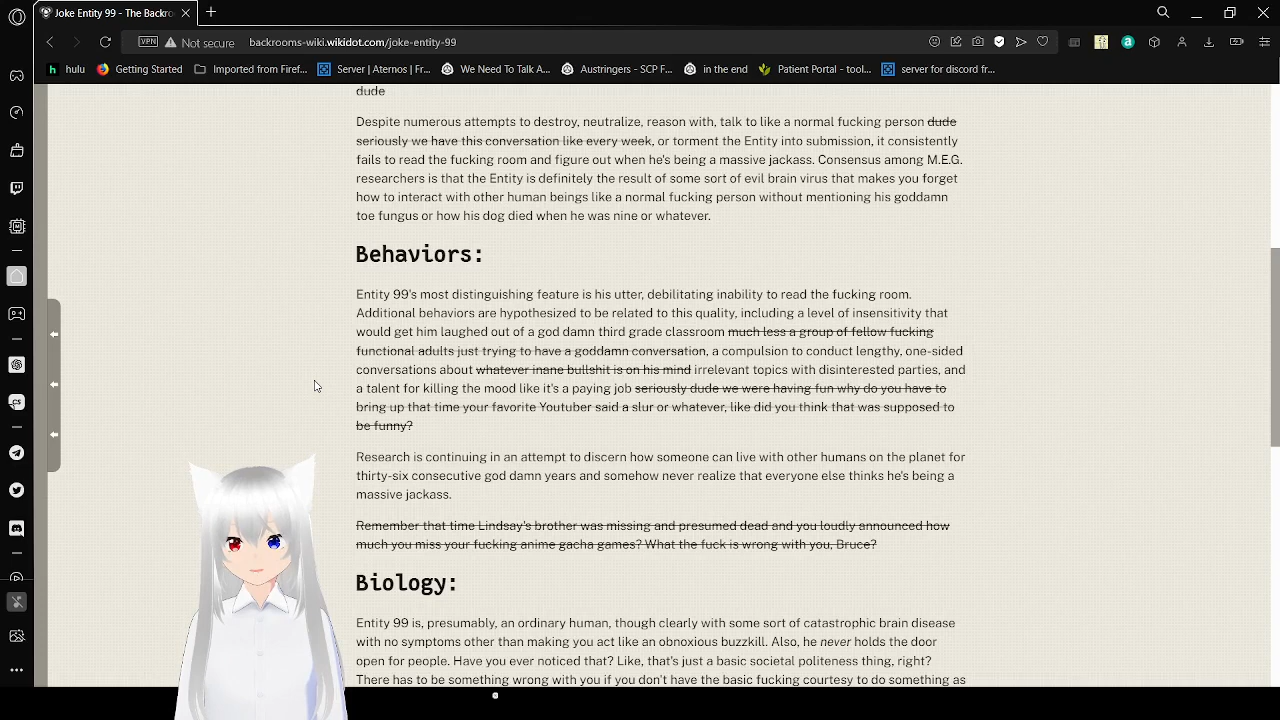 Joke Entity 99 - The Backroo
VPN
Not secure
backrooms-wiki.wikidot.com/joke-entity-99
hulu
Getting Started
Imported from Firef...
Server | Aternos | Fr...
We Need To Talk A...
Austringers - SCP F...
in the end
Patient Portal - tool...
server for discord fr...
dude
Despite numerous attempts to destroy, neutralize, reason with, talk to like a normal fucking person dude
seriously we have this conversation like every week, or torment the Entity into submission, it consistently
fails to read the fucking room and figure out when he's being a massive jackass. Consensus among M.E.G.
researchers is that the Entity is definitely the result of some sort of evil brain virus that makes you forget
how to interact with other human beings like a normal fucking person without mentioning his goddamn
toe fungus or how his dog died when he was nine or whatever.
Behaviors:
Entity 99's most distinguishing feature is his utter, debilitating inability to read the fucking room.
Additional behaviors are hypothesized to be related to this quality, including a level of insensitivity that
would get him laughed out of a god damn third grade classroom much less a group of fellow fucking
functional adults just trying to have a goddamn conversation, a compulsion to conduct lengthy, one-sided
conversations about whatever inane bullshit is on his mind irrelevant topics with disinterested parties, and
a talent for killing the mood like it's a paying job seriously dude we were having fun why do you have to
bring up that time your favorite Youtuber said a slur or whatever, like did you think that was supposed to
be funny?
Research is continuing in an attempt to discern how someone can live with other humans on the planet for
thirty-six consecutive god damn years and somehow never realize that everyone else thinks he's being a
massive jackass.
Remember that time Lindsay's brother was missing and presumed dead and you loudly announced how
much you miss your fucking anime gacha games? What the fuck is wrong with you, Bruce?
Biology:
Entity 99 is, presumably, an ordinary human, though clearly with some sort of catastrophic brain disease
with no symptoms other than making you act like an obnoxious buzzkill. Also, he never holds the door
open for people. Have you ever noticed that? Like, that's just a basic societal politeness thing, right?
There has to be something wrong with you if you don't have the basic fucking courtesy to do something as